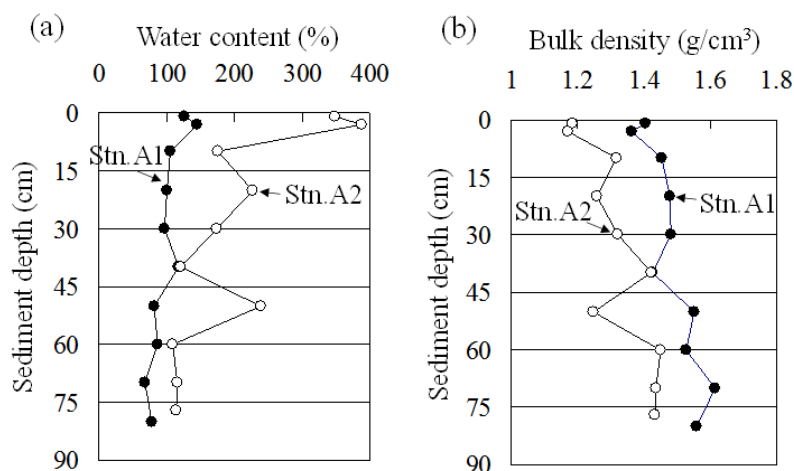 (a)
Water content (%)
0 100 200 300 400
0
15
30
45
60
75
90
Sediment depth (cm)
Stn.A1
Stn.A2
(b)
Bulk density (g/cm³)
1 1.2 1.4 1.6 1.8
0
15
30
45
60
75
90
Sediment depth (cm)
Stn.A2
Stn.A1